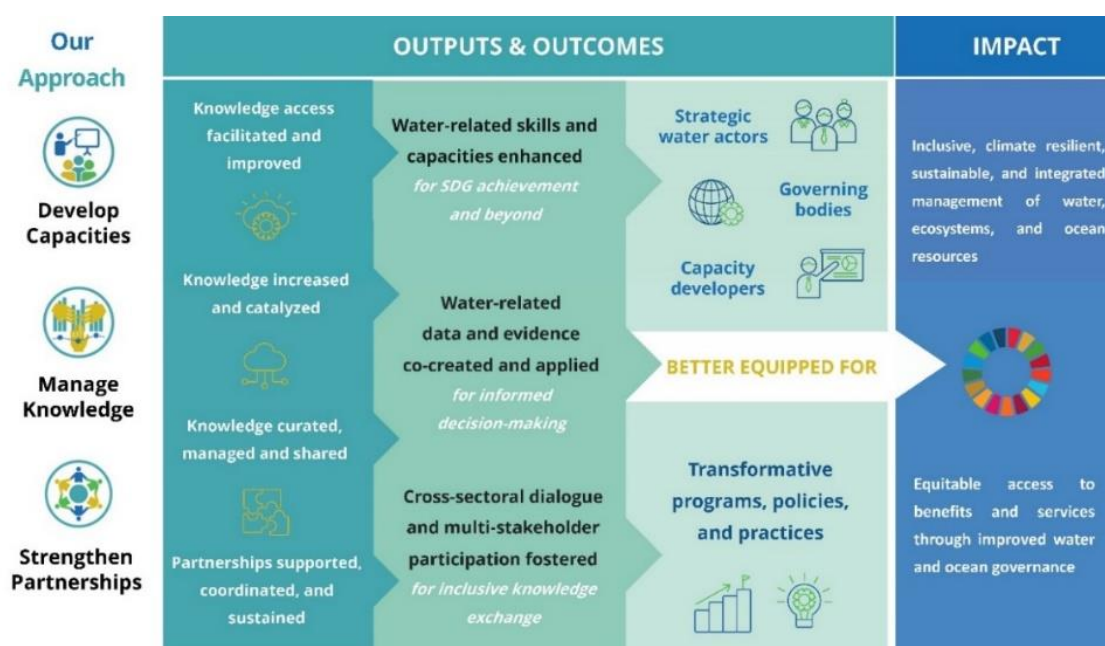 Our
Approach
Develop
Capacities
Manage
Knowledge
Strengthen
Partnerships
OUTPUTS & OUTCOMES
Knowledge access
facilitated and
improved
Knowledge increased
and catalyzed
Knowledge curated,
managed and shared
Partnerships supported,
coordinated, and
sustained
Water-related skills and
capacities enhanced
for SDG achievement
and beyond
Water-related
data and evidence
co-created and applied
for informed
decision-making
Cross-sectoral dialogue
and multi-stakeholder
participation fostered
for inclusive knowledge
exchange
Strategic
water actors
Governing
bodies
Capacity
developers
BETTER EQUIPPED FOR
Transformative
programs, policies,
and practices
IMPACT
Inclusive, climate resilient,
sustainable, and integrated
management of water,
ecosystems, and ocean
resources
Equitable access to
benefits and services
through improved water
and ocean governance